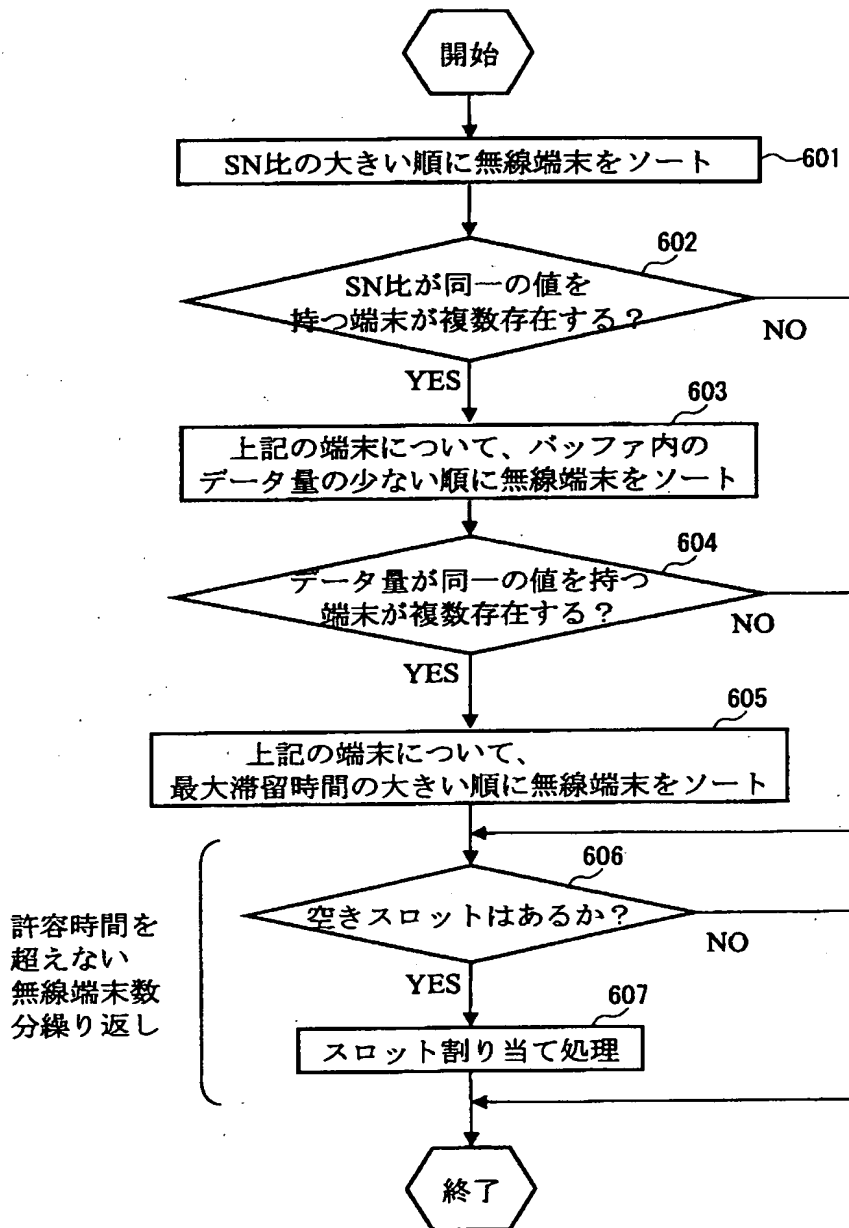 開始
SN比の大きい順に無線端末をソート
601
602
SN比が同一の値を
持つ端末が複数存在する?
NO
YES
603
上記の端末について、バッファ内の
データ量の少ない順に無線端末をソート
604
データ量が同一の値を持つ
端末が複数存在する?
NO
YES
605
上記の端末について、
最大滞留時間の大きい順に無線端末をソート
606
空きスロットはあるか?
NO
YES
許容時間を
超えない
無線端末数
分繰り返し
607
スロット割り当て処理
終了